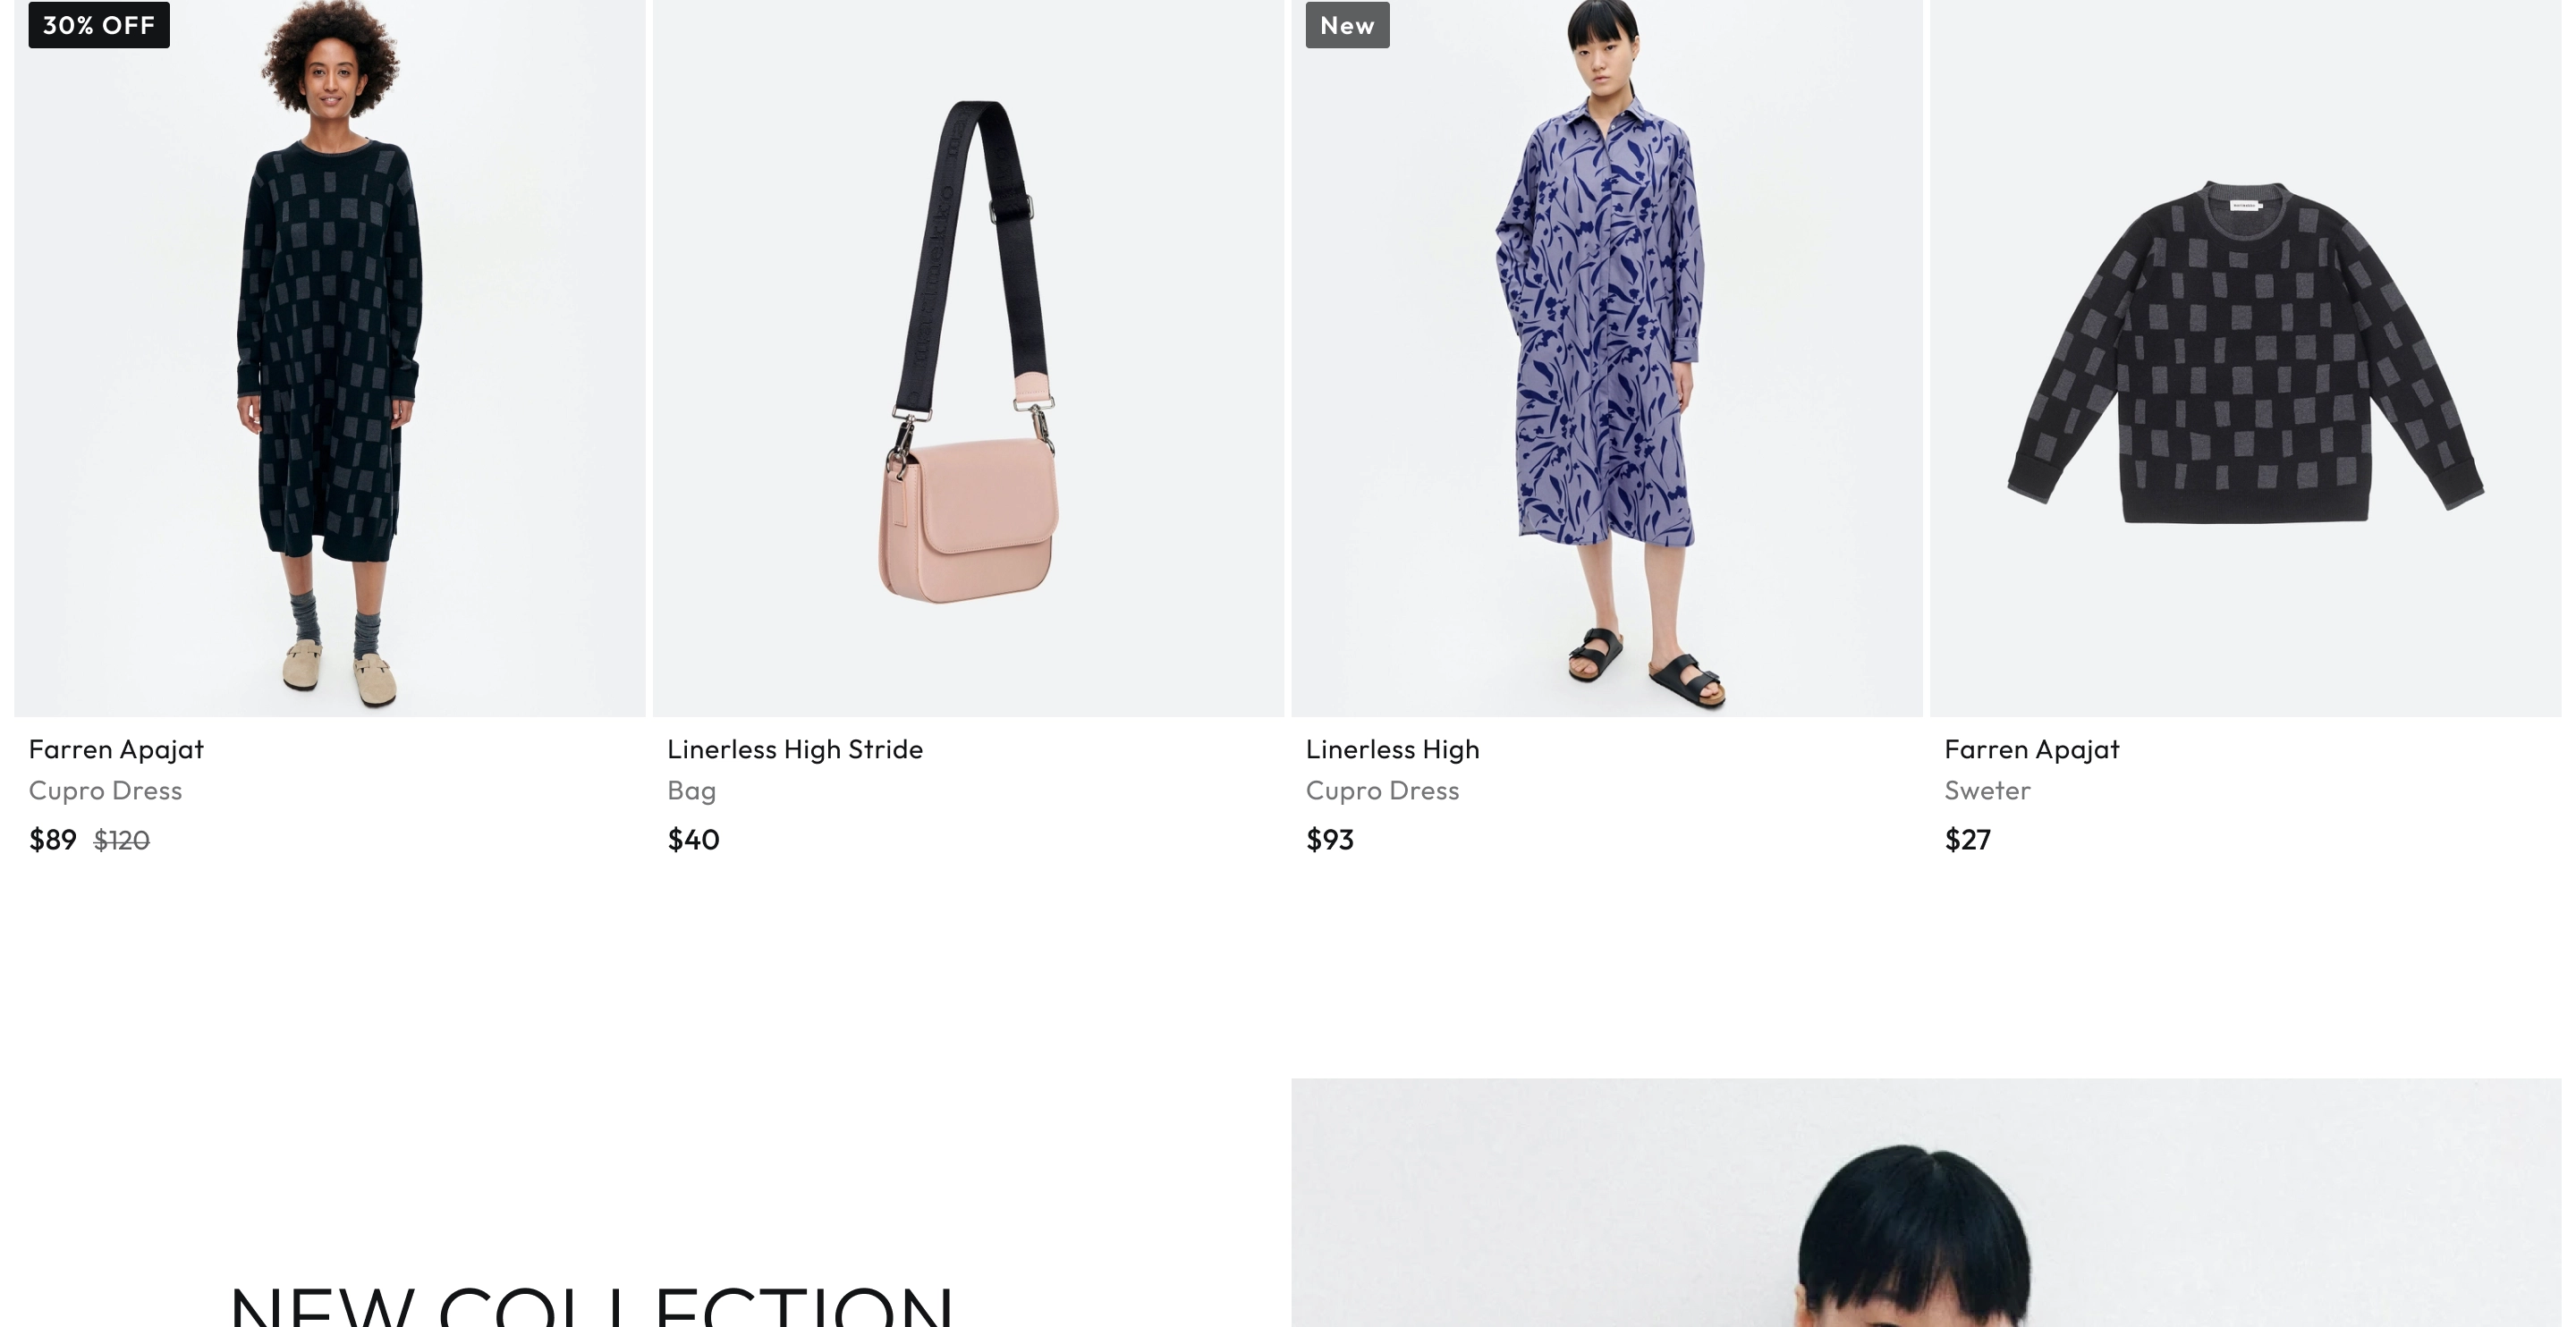 30% OFF
New
Farren Apajat
Cupro Dress
$89 $120
Linerless High Stride
Bag
$40
Linerless High
Cupro Dress
$93
Farren Apajat
Sweter
$27
NEW COLLECTION